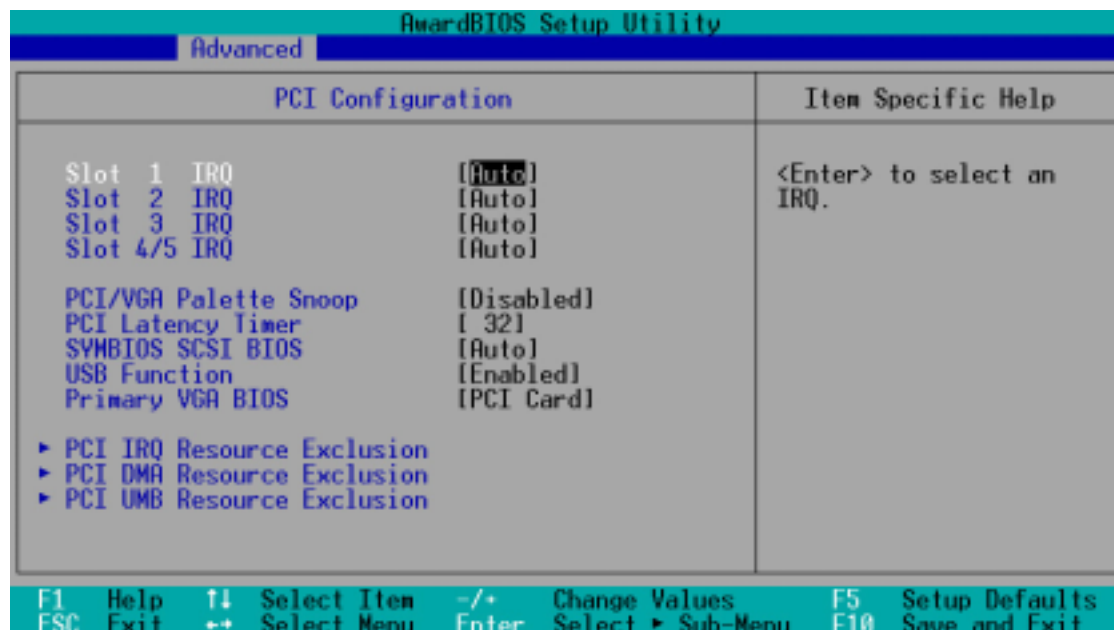 AwardBIOS Setup Utility
Advanced
PCI Configuration
Item Specific Help
Slot 1 IRQ [Auto]
Slot 2 IRQ [Auto]
Slot 3 IRQ [Auto]
Slot 4/5 IRQ [Auto]
PCI/VGA Palette Snoop [Disabled]
PCI Latency Timer [ 32]
SYMBIOS SCSI BIOS [Auto]
USB Function [Enabled]
Primary VGA BIOS [PCI Card]
► PCI IRQ Resource Exclusion
► PCI DMA Resource Exclusion
► PCI UMB Resource Exclusion
<Enter> to select an
IRQ.
F1 Help ↑↓ Select Item -/+ Change Values F5 Setup Defaults
ESC Exit ←→ Select Menu Enter Select ► Sub-Menu F10 Save and Exit